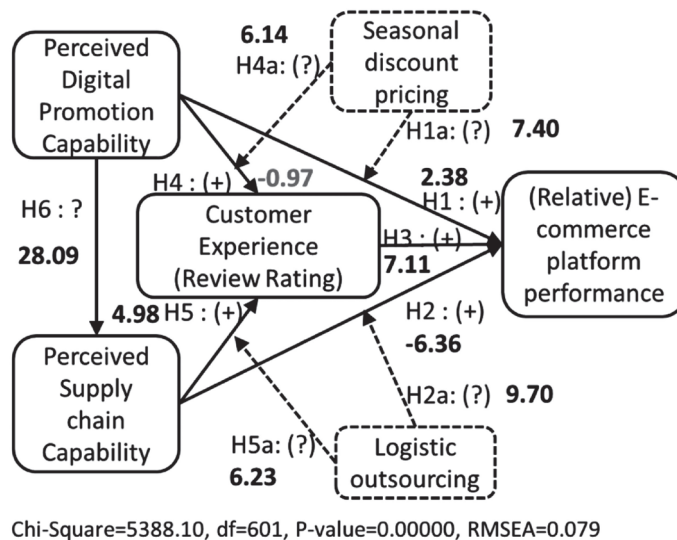 Perceived
Digital
Promotion
Capability
6.14
H4a: (?)
Seasonal
discount
pricing
H1a: (?) 7.40
H4 : (+) -0.97
2.38
H1 : (+)
H6 : ?
28.09
Customer
Experience
(Review Rating)
H3 : (+)
7.11
(Relative) E-
commerce
platform
performance
4.98 H5 : (+)
H2 : (+)
-6.36
Perceived
Supply
chain
Capability
H2a: (?) 9.70
H5a: (?)
6.23
Logistic
outsourcing
Chi-Square=5388.10, df=601, P-value=0.00000, RMSEA=0.079